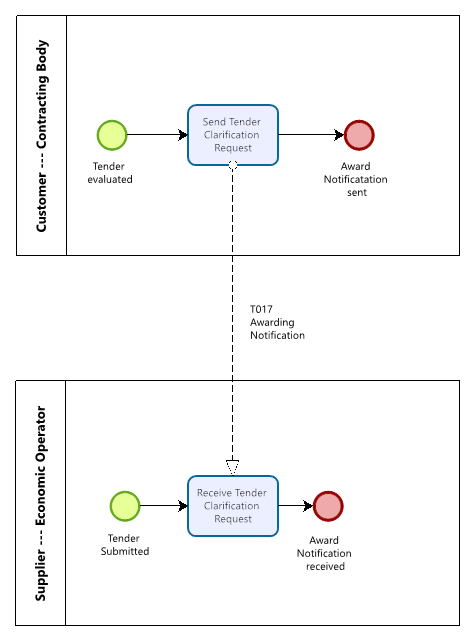 Customer --- Contracting Body
Send Tender
Clarification
Request
Tender
evaluated
Award
Notificatation
sent
T017
Awarding
Notification
Supplier --- Economic Operator
Receive Tender
Clarification
Request
Tender
Submitted
Award
Notification
received